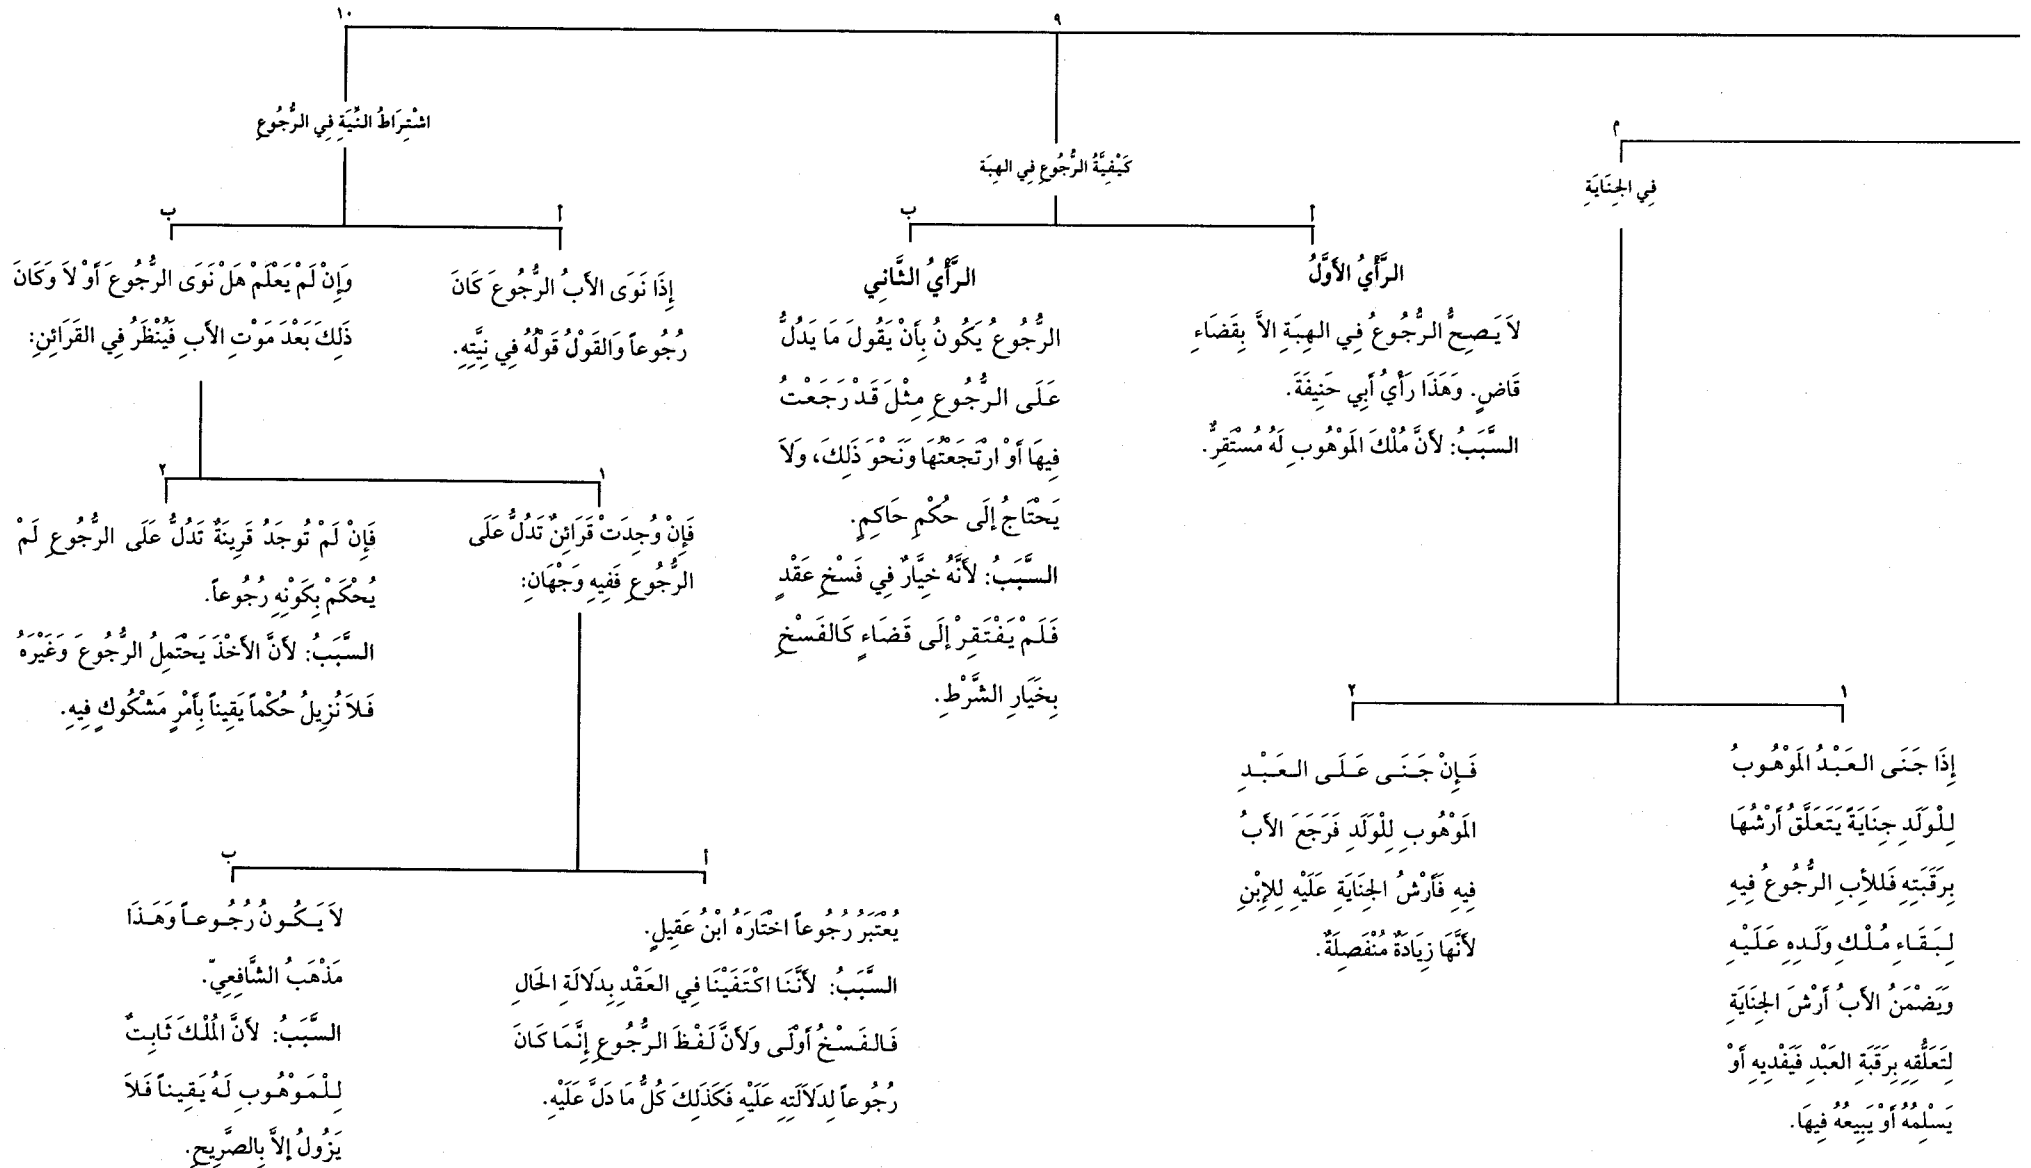 م
فِي الجِنَايَةِ
١
إِذَا جَنَى العَبْدُ المَوْهُوبُ
لِلْوَلَدِ جِنَايَةً يَتَعَلَّقُ أَرْشُهَا
بِرَقَبَتِهِ فَللأَبِ الرُّجُوعُ فِيهِ
لِبَقَاءِ مُلْكِ وَلَدِهِ عَلَيْهِ
وَيَضْمَنُ الأَبُ أَرْشَ الجِنَايَةِ
لِتَعَلُّقِهِ بِرَقَبَةِ العَبْدِ فَيَفْدِيهِ أَوْ
يَسْلِمُهُ أَوْ يَبِيعُهُ فِيهَا.
٢
فَإِنْ جَنَى عَلَى العَبْدِ
المَوْهُوبِ لِلْوَلَدِ فَرَجَعَ الأَبُ
فِيهِ فَأَرْشُ الجِنَايَةِ عَلَيْهِ لِلإِبْنِ
لأَنَّهَا زِيَادَةٌ مُنْفَصِلَةٌ.
٩
كَيْفِيَّةُ الرُّجُوعِ فِي الهِبَة
أ
الرَّأْيُ الأَوَّلُ
لاَ يَصِحُّ الرُّجُوعُ فِي الهِبَةِ الاَّ بِقَضَاءِ
قَاضٍ. وَهَذَا رَأْيُ أَبِي حَنِيفَةَ.
السَّبَبُ: لأَنَّ مُلْكَ المَوْهُوبِ لَهُ مُسْتَقِرٌّ.
ب
الرَّأْيُ الثَّانِي
الرُّجُوعُ يَكُونُ بِأَنْ يَقُولَ مَا يَدُلُّ
عَلَى الرُّجُوعِ مِثْلَ قَدْ رَجَعْتُ
فِيهَا أَوْ ارْتَجَعْتُهَا وَنَحْوَ ذَلِكَ، وَلاَ
يَحْتَاجُ إِلَى حُكْمِ حَاكِمٍ.
السَّبَبُ: لأَنَّهُ خِيَّارٌ فِي فَسْخِ عَقْدٍ
فَلَمْ يَفْتَقِرْ إِلَى قَضَاءٍ كَالفَسْخِ
بِخَيَارِ الشَّرْطِ.
١٠
اشْتِرَاطُ النِّيَةِ فِي الرُّجُوعِ
أ
إِذَا نَوَى الأَبُ الرُّجُوعَ كَانَ
رُجُوعاً وَالقَوْلُ قَوْلُهُ فِي نِيَّتِهِ.
ب
وَإِنْ لَمْ يَعْلَمْ هَلْ نَوَى الرُّجُوعَ أَوْ لاَ وَكَانَ
ذَلِكَ بَعْدَ مَوْتِ الأَبِ فَيُنْظَرُ فِي القَرَائِنِ:
١
فَإِنْ وُجِدَتْ قَرَائِنٌ تَدُلُّ عَلَى
الرُّجُوعِ فَفِيهِ وَجْهَانِ:
أ
يُعْتَبَرُ رُجُوعاً اخْتَارَهُ ابْنُ عَقِيلٍ.
السَّبَبُ: لأَنَّنَا اكْتَفَيْنَا فِي العَقْدِ بِدَلالَةِ الحَالِ
فَالفَسْخُ أَوْلَى وَلأَنَّ لَفْظَ الرُّجُوعِ إِنَّمَا كَانَ
رُجُوعاً لِدَلاَلَتِهِ عَلَيْهِ فَكَذَلِكَ كُلُّ مَا دَلَّ عَلَيْهِ.
ب
لاَ يَكُونُ رُجُوعاً وَهَذَا
مَذْهَبُ الشَّافِعِيّ.
السَّبَبُ: لأَنَّ المُلْكَ ثَابِتٌ
لِلْمَوْهُوبِ لَهُ يَقِيناً فَلاَ
يَزُولُ إِلاَّ بِالصَّرِيحِ.
٢
فَإِنْ لَمْ تُوجَدُ قَرِينَةٌ تَدُلُّ عَلَى الرُّجُوعِ لَمْ
يُحْكَمْ بِكَوْنِهِ رُجُوعاً.
السَّبَبُ: لأَنَّ الأَخْذَ يَحْتَمِلُ الرُّجُوعَ وَغَيْرَهُ
فَلاَ نُزِيلُ حُكْماً يَقِيناً بِأَمْرٍ مَشْكُوكٍ فِيهِ.